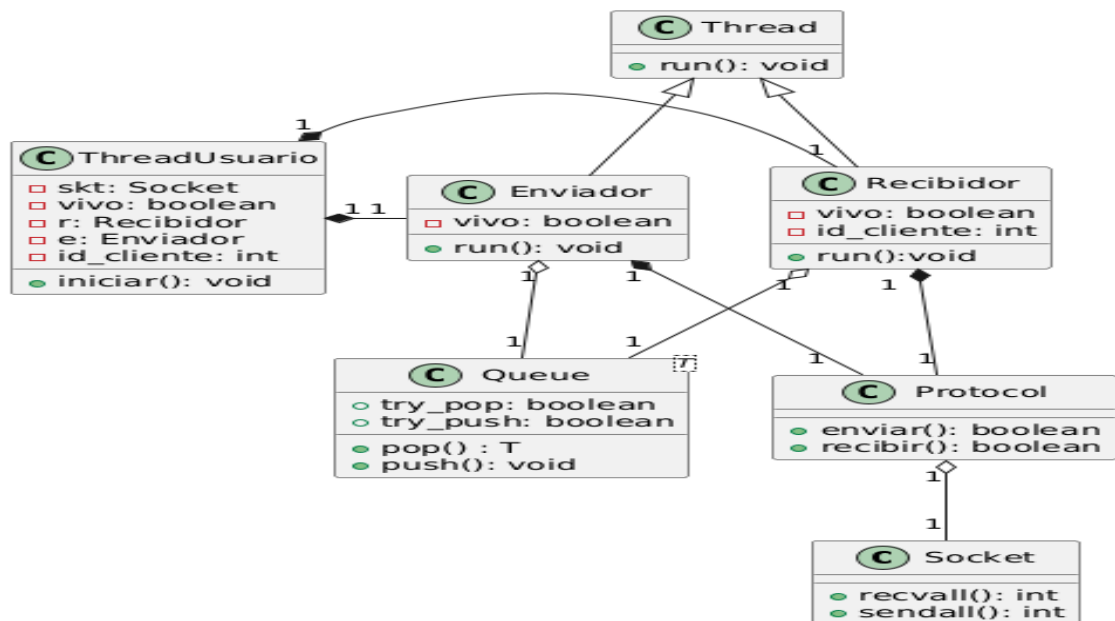 C Thread
run(): void
1
1
C ThreadUsuario
skt: Socket
vivo: boolean
r: Recibidor
e: Enviador
id_cliente: int
iniciar(): void
1 1
C Enviador
vivo: boolean
run(): void
C Recibidor
vivo: boolean
id_cliente: int
run():void
1
1
1
1
1
1
1
1
C Queue
T
try_pop: boolean
try_push: boolean
pop() : T
push(): void
C Protocol
enviar(): boolean
recibir(): boolean
1
1
C Socket
recvall(): int
sendall(): int